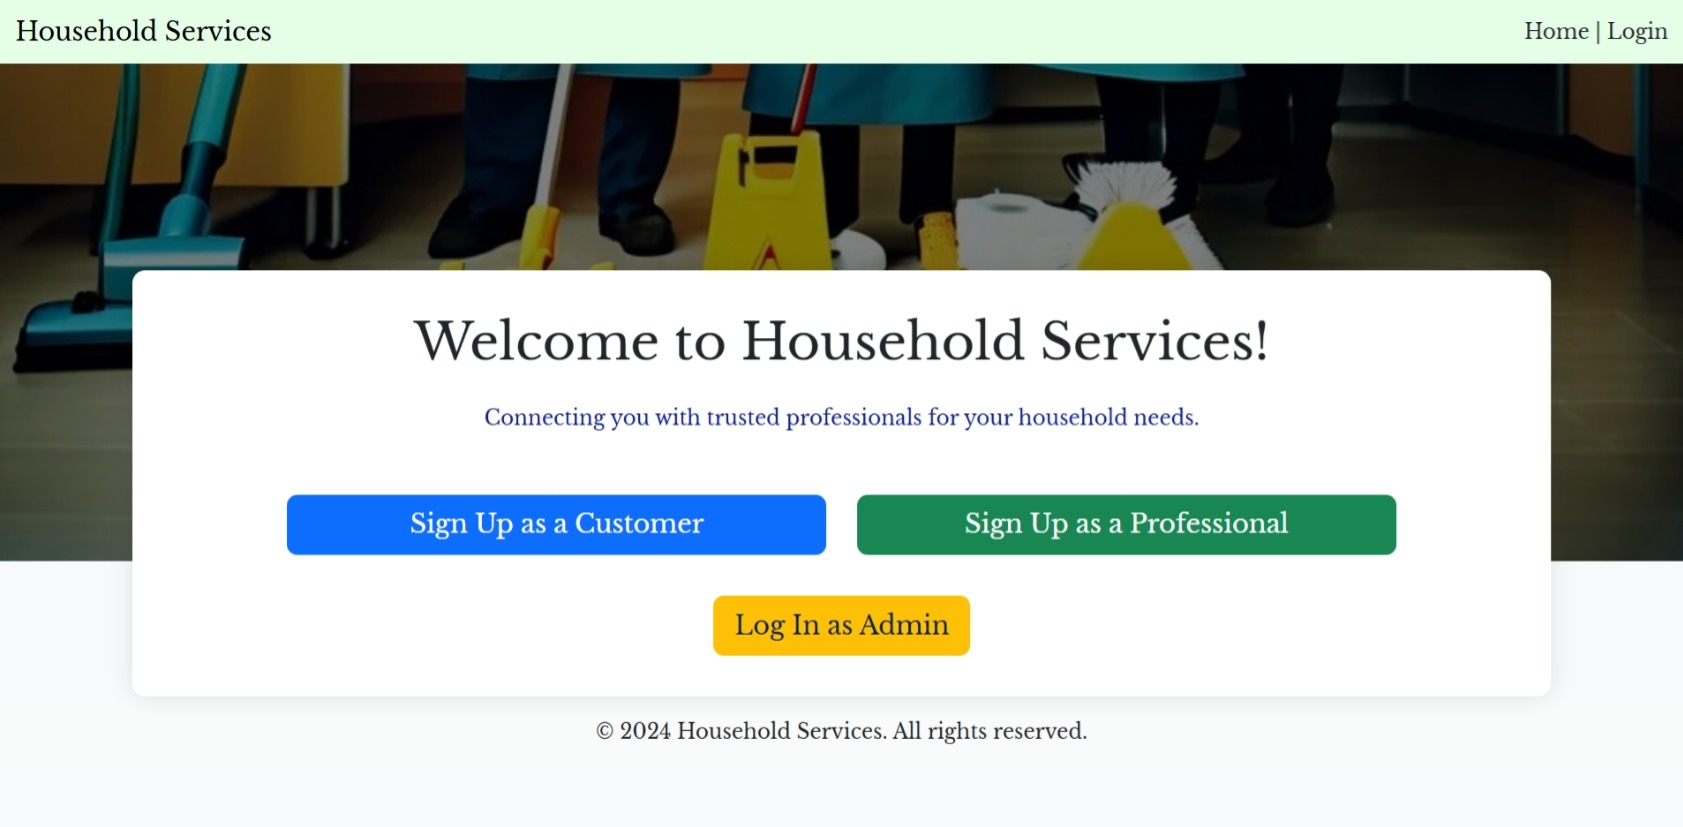 Household Services
Home | Login
Welcome to Household Services!
Connecting you with trusted professionals for your household needs.
Sign Up as a Customer
Sign Up as a Professional
Log In as Admin
© 2024 Household Services. All rights reserved.